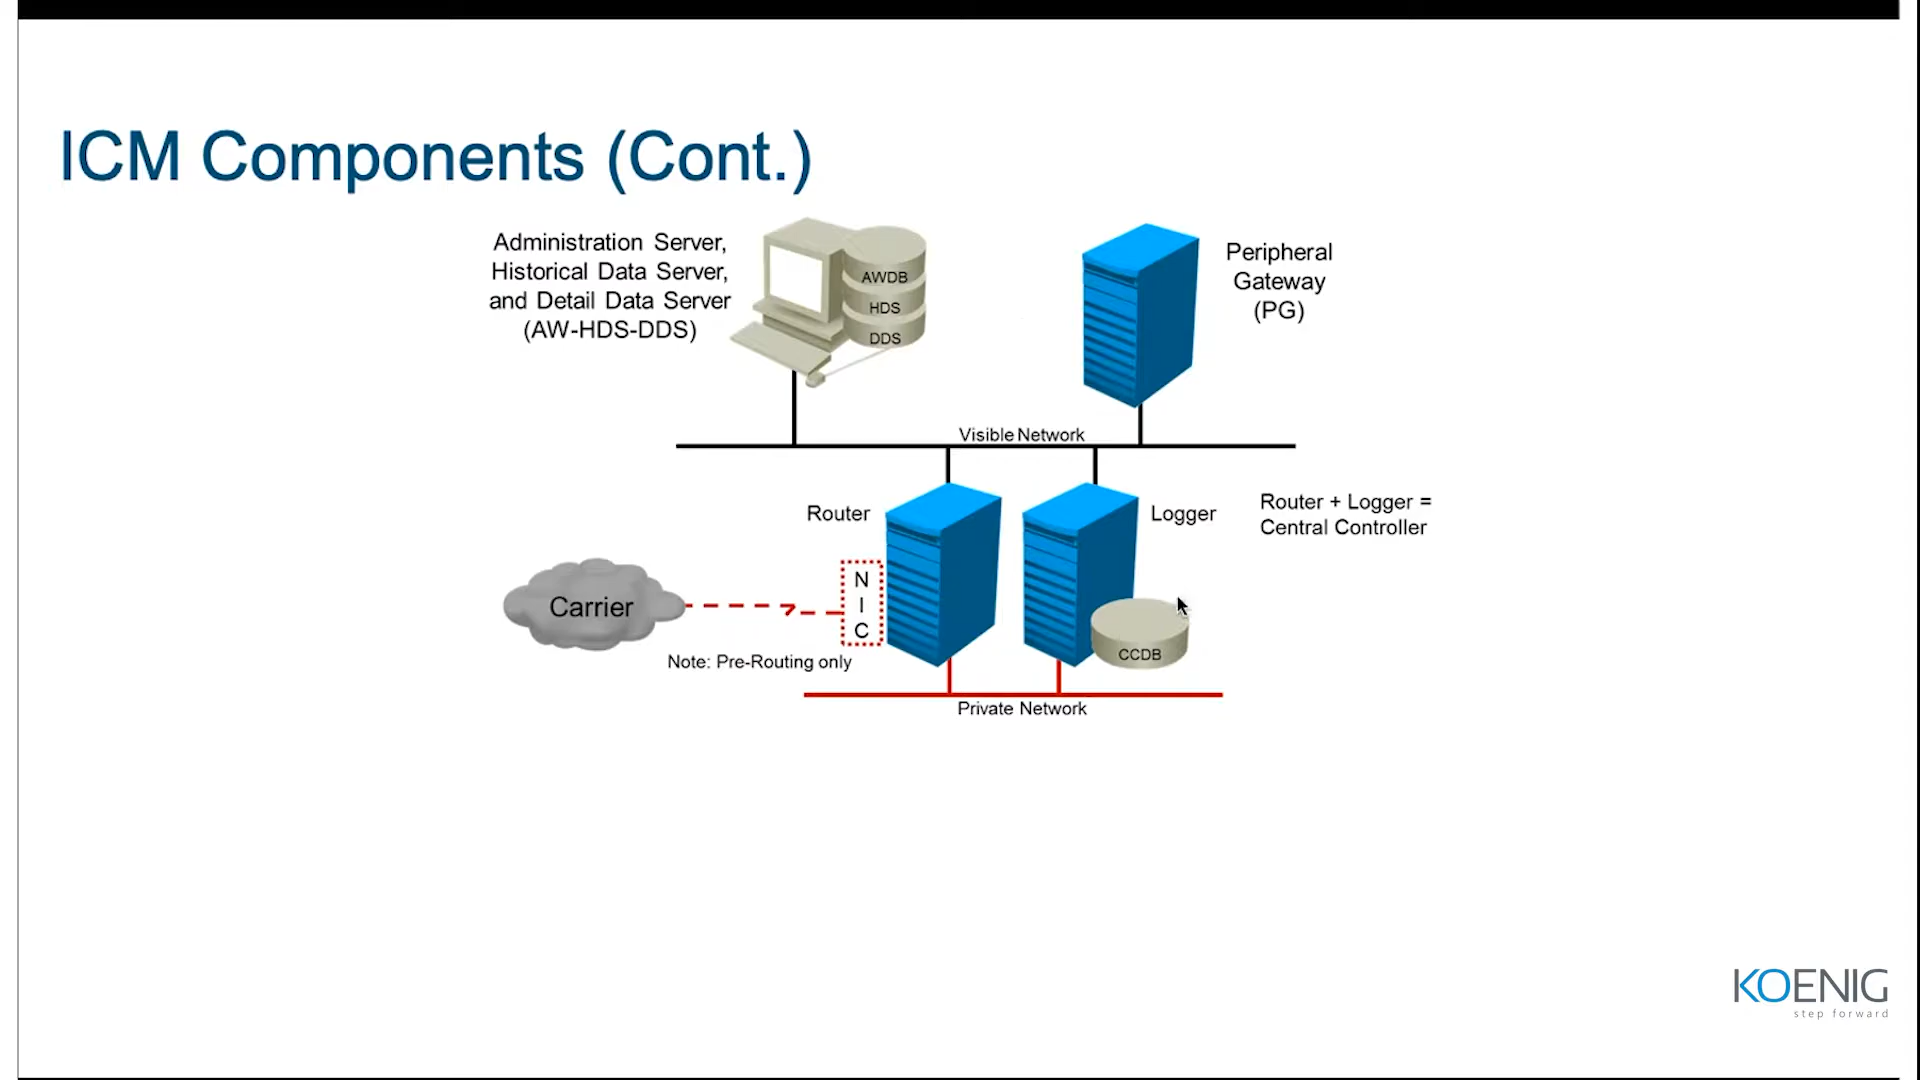 ICM Components (Cont.)
Administration Server,
Historical Data Server,
and Detail Data Server
(AW-HDS-DDS)
AWDB
HDS
DDS
Peripheral
Gateway
(PG)
Visible Network
Router
Logger
Router + Logger =
Central Controller
Carrier
N
I
C
Note: Pre-Routing only
CCDB
Private Network
KOENIG
step forward